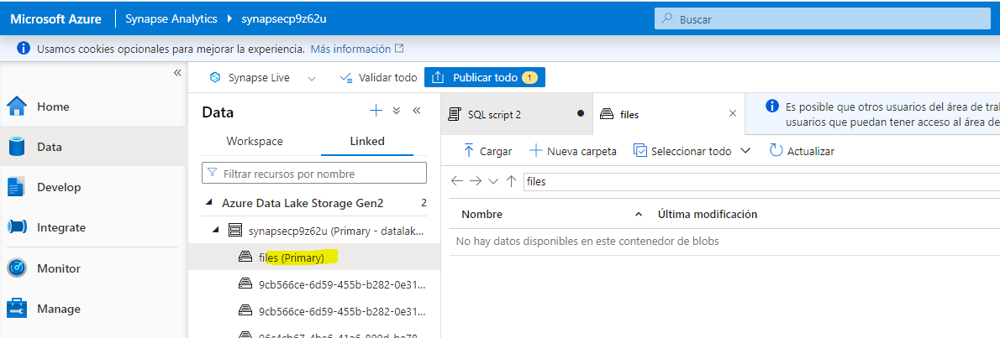 Microsoft Azure
Synapse Analytics
synapsecp9z62u
Buscar
Usamos cookies opcionales para mejorar la experiencia. Más información
Home
Data
Develop
Integrate
Monitor
Manage
Synapse Live
Validar todo
Publicar todo 1
Data
Workspace
Linked
Filtrar recursos por nombre
Azure Data Lake Storage Gen2 2
synapsecp9z62u (Primary - datalak...
files (Primary)
9cb566ce-6d59-455b-b282-0e31...
9cb566ce-6d59-455b-b282-0e31...
SQL script 2
files
Es posible que otros usuarios del área de tra
usuarios que puedan tener acceso al área de
Cargar
Nueva carpeta
Seleccionar todo
Actualizar
files
Nombre
Última modificación
No hay datos disponibles en este contenedor de blobs